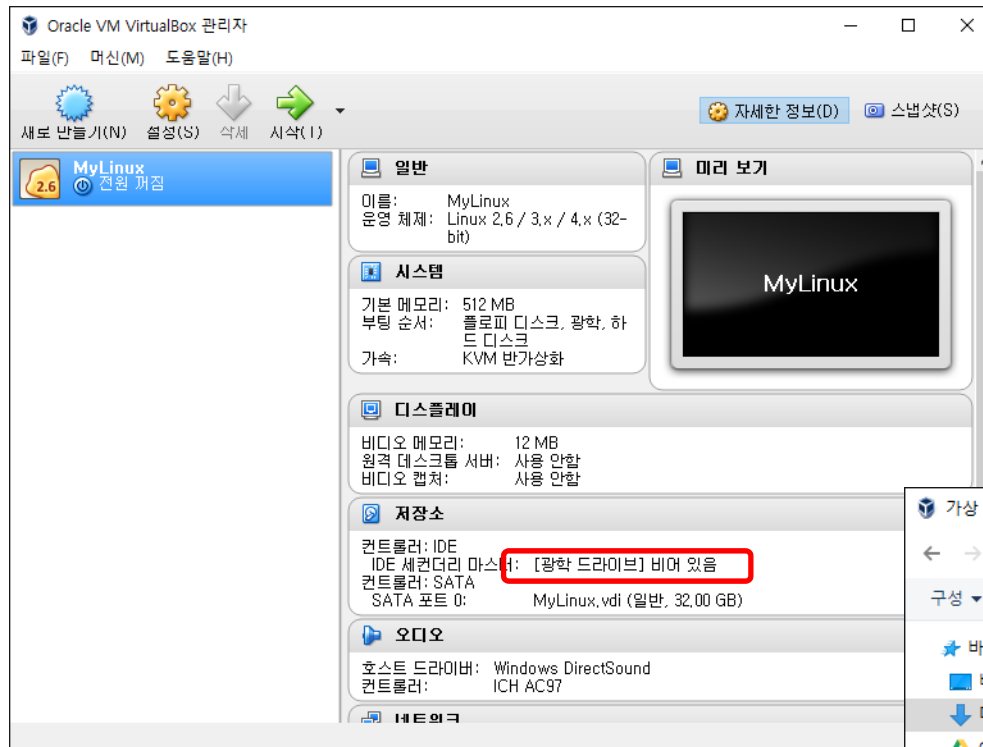 Oracle VM VirtualBox 관리자
파일(F) 머신(M) 도움말(H)
새로 만들기(N) 설정(S) 삭제 시작(T)
자세한 정보(D) 스냅샷(S)
MyLinux
2.6
전원 꺼짐
일반
이름: MyLinux
운영 체제: Linux 2.6 / 3.x / 4.x (32-
bit)
미리 보기
MyLinux
시스템
기본 메모리: 512 MB
부팅 순서: 플로피 디스크, 광학, 하
드 디스크
가속: KVM 반가상화
디스플레이
비디오 메모리: 12 MB
원격 데스크톱 서버: 사용 안함
비디오 캡처: 사용 안함
저장소
컨트롤러: IDE
IDE 세컨더리 마스터: [광학 드라이브] 비어 있음
컨트롤러: SATA
SATA 포트 0: MyLinux.vdi (일반, 32.00 GB)
오디오
호스트 드라이버: Windows DirectSound
컨트롤러: ICH AC97
네트워크
가상
구성